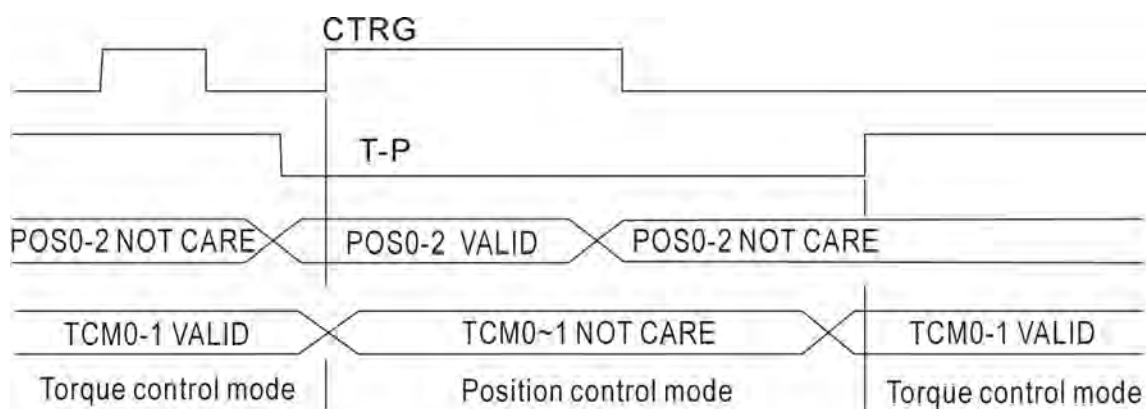 CTRG
T-P
POS0-2 NOT CARE POS0-2 VALID POS0-2 NOT CARE
TCM0-1 VALID TCM0~1 NOT CARE TCM0-1 VALID
Torque control mode Position control mode Torque control mode